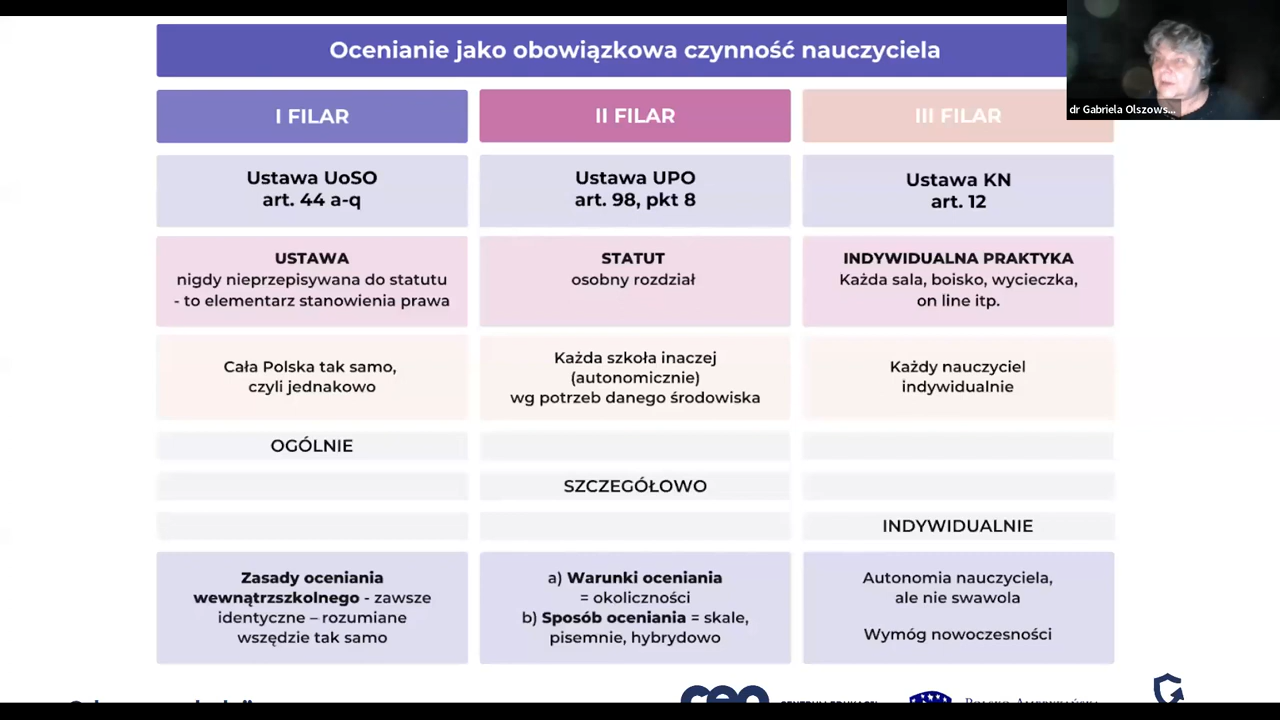 Ocenianie jako obowiązkowa czynność nauczyciela
dr Gabriela Olszows...
I FILAR
II FILAR
III FILAR
Ustawa UoSO
art. 44 a-q
Ustawa UPO
art. 98, pkt 8
Ustawa KN
art. 12
USTAWA
nigdy nieprzepisywana do statutu
- to elementarz stanowienia prawa
STATUT
osobny rozdział
INDYWIDUALNA PRAKTYKA
Każda sala, boisko, wycieczka,
on line itp.
Cała Polska tak samo,
czyli jednakowo
Każda szkoła inaczej
(autonomicznie)
wg potrzeb danego środowiska
Każdy nauczyciel
indywidualnie
OGÓLNIE
SZCZEGÓŁOWO
INDYWIDUALNIE
Zasady oceniania
wewnątrzszkolnego - zawsze
identyczne – rozumiane
wszędzie tak samo
a) Warunki oceniania
= okoliczności
b) Sposób oceniania = skale,
pisemnie, hybrydowo
Autonomia nauczyciela,
ale nie swawola
Wymóg nowoczesności